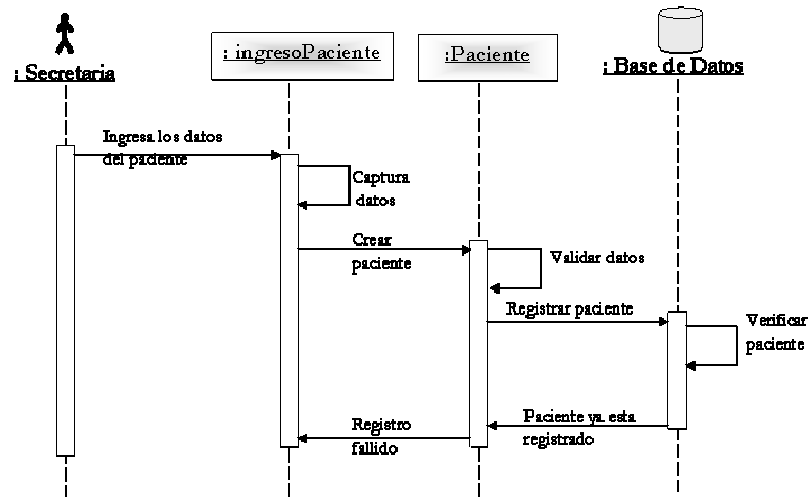 : Secretaria
: ingresoPaciente
:Paciente
: Base de Datos
Ingresa los datos
del paciente
Captura
datos
Crear
paciente
Validar datos
Registrar paciente
Verificar
paciente
Paciente ya esta
registrado
Registro
fallido